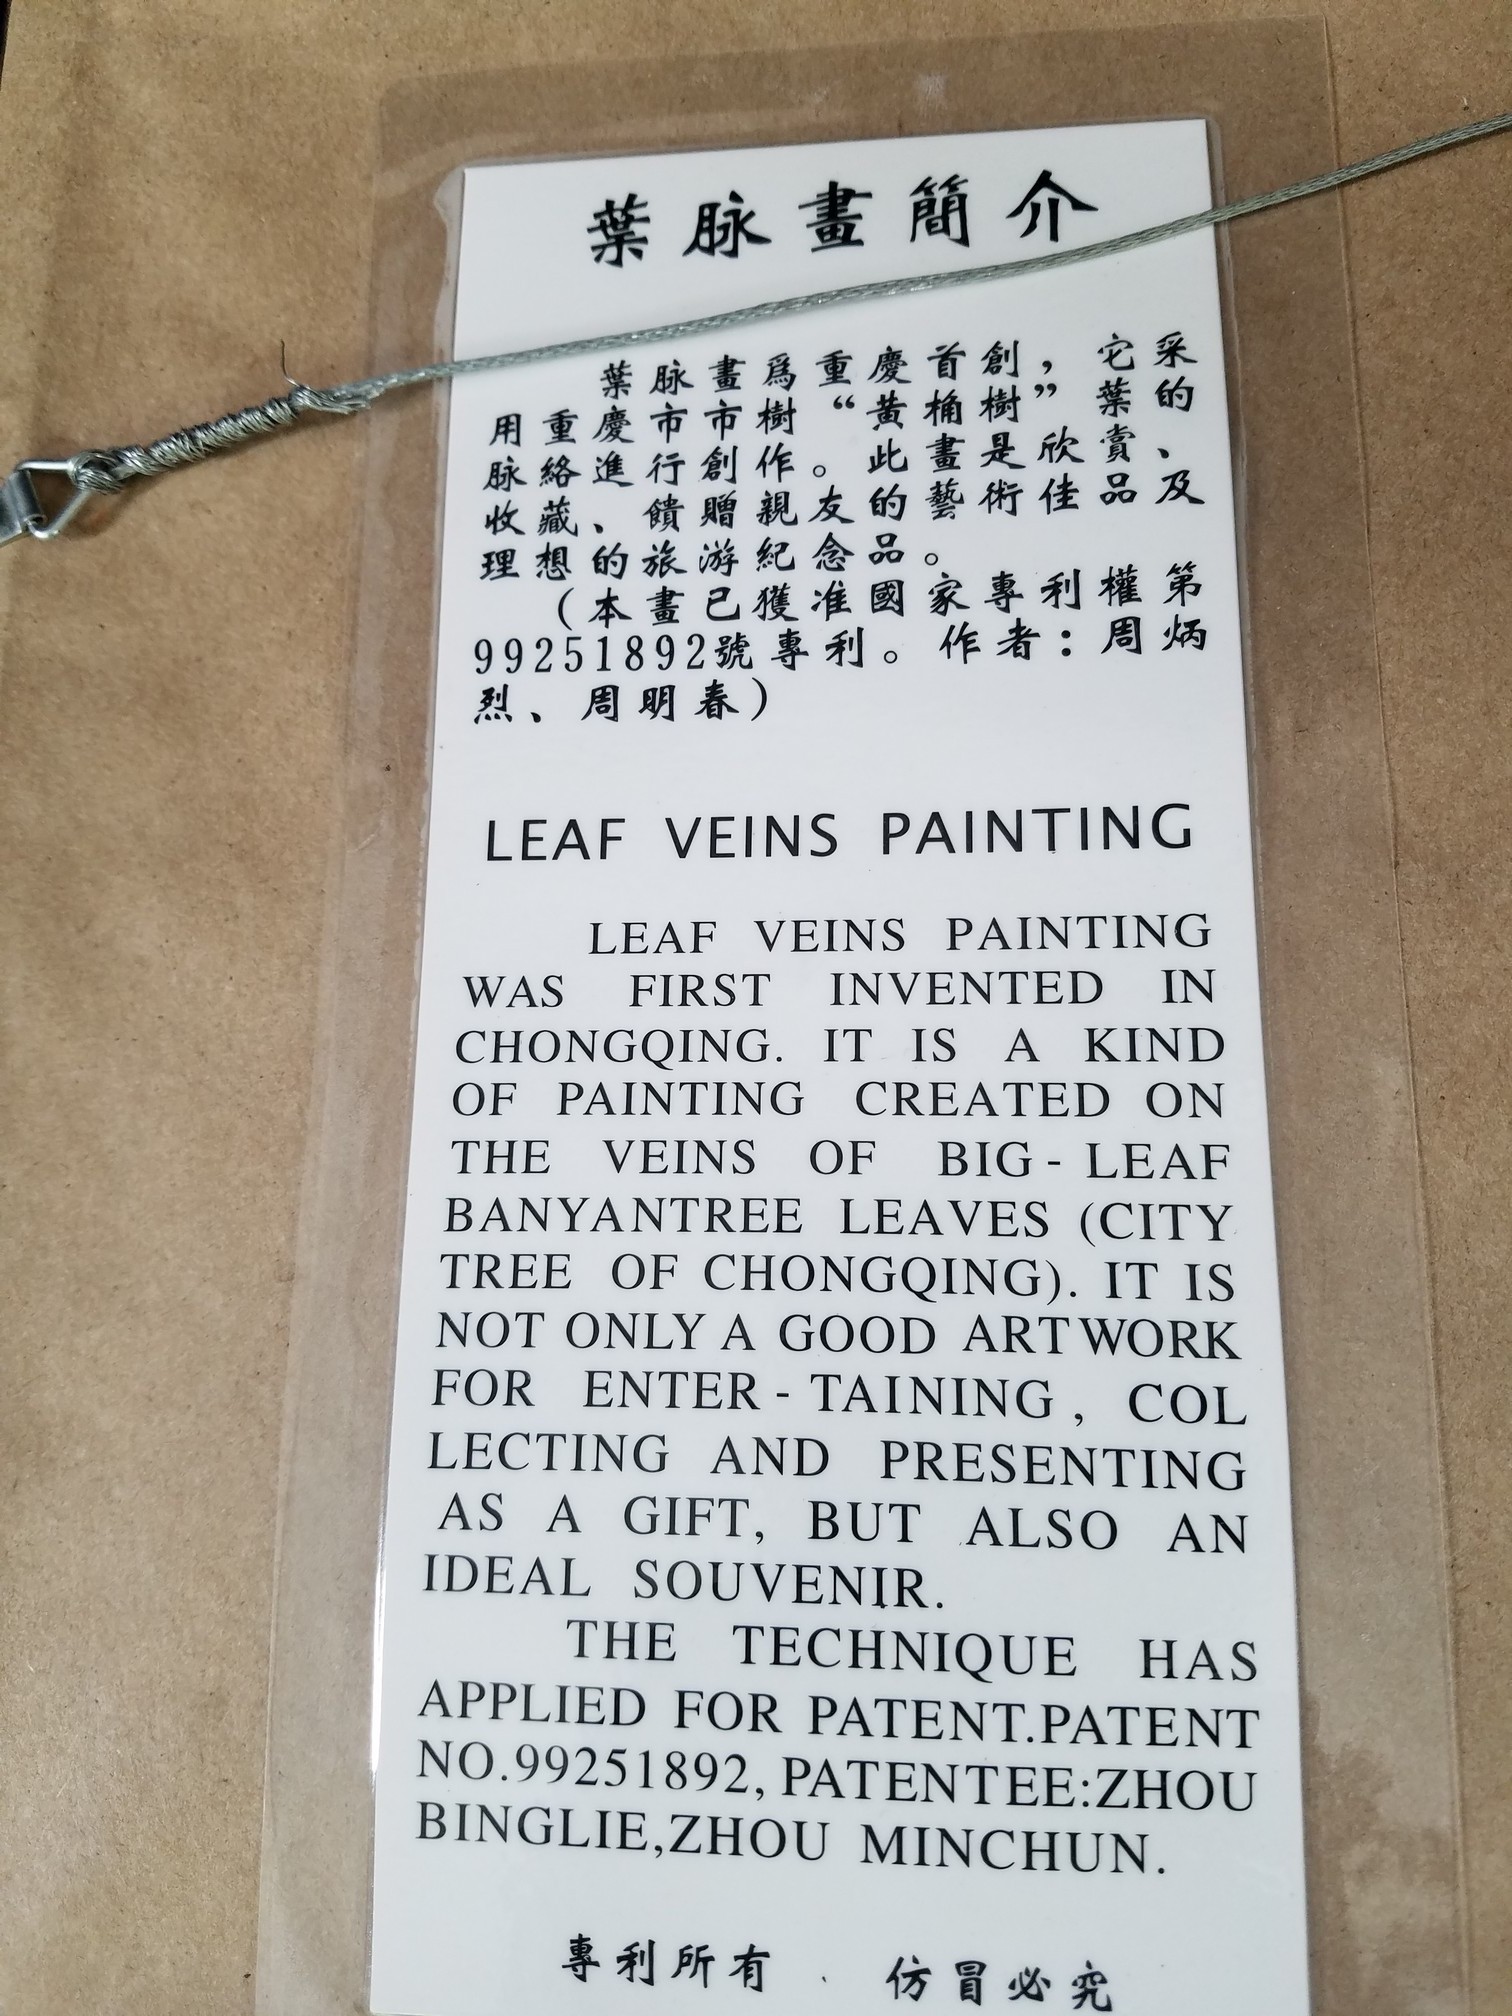 葉脉畫簡介
葉脉畫爲重慶首創，它采
用重慶市市樹“黃桷樹”葉的
脉絡進行創作。此畫是欣賞、
收藏、饋贈親友的藝術佳品及
理想的旅游紀念品。
(本畫已獲准國家專利權第
99251892號專利。作者：周炳
烈、周明春)
LEAF VEINS PAINTING
LEAF VEINS PAINTING
WAS FIRST INVENTED IN
CHONGQING. IT IS A KIND
OF PAINTING CREATED ON
THE VEINS OF BIG-LEAF
BANYANTREE LEAVES (CITY
TREE OF CHONGQING). IT IS
NOT ONLY A GOOD ART WORK
FOR ENTER-TAINING, COL
LECTING AND PRESENTING
AS A GIFT, BUT ALSO AN
IDEAL SOUVENIR.
THE TECHNIQUE HAS
APPLIED FOR PATENT.PATENT
NO.99251892, PATENTEE:ZHOU
BINGLIE,ZHOU MINCHUN.
專利所有 . 仿冒必究